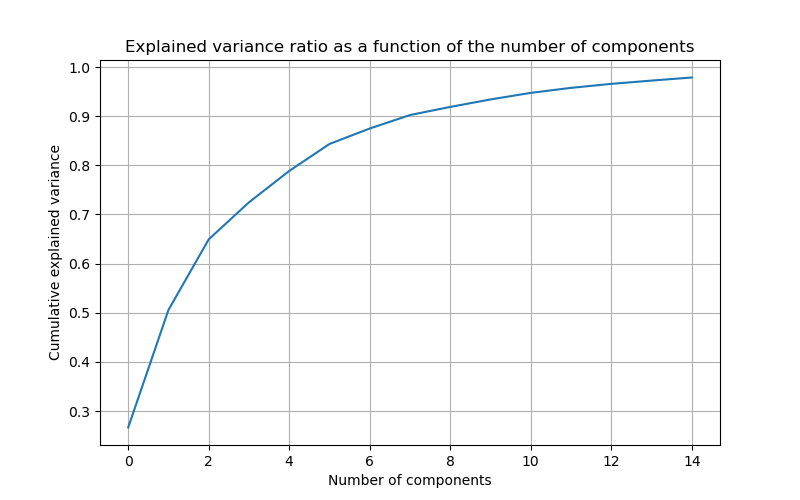 Explained variance ratio as a function of the number of components
1.0
0.9
0.8
0.7
0.6
0.5
0.4
0.3
Cumulative explained variance
0 2 4 6 8 10 12 14
Number of components